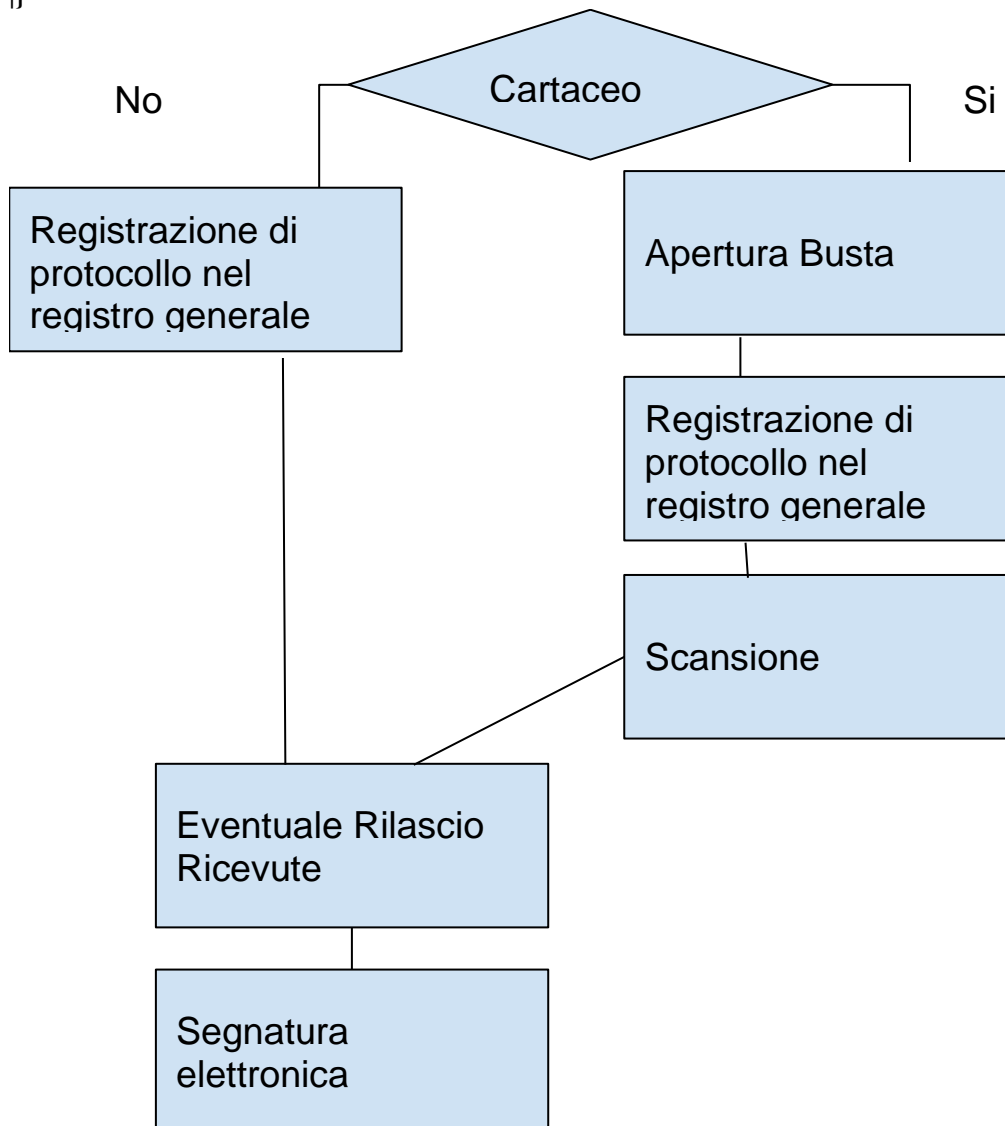 Cartaceo
No
Si
Registrazione di
protocollo nel
registro generale
Apertura Busta
Registrazione di
protocollo nel
registro generale
Scansione
Eventuale Rilascio
Ricevute
Segnatura
elettronica